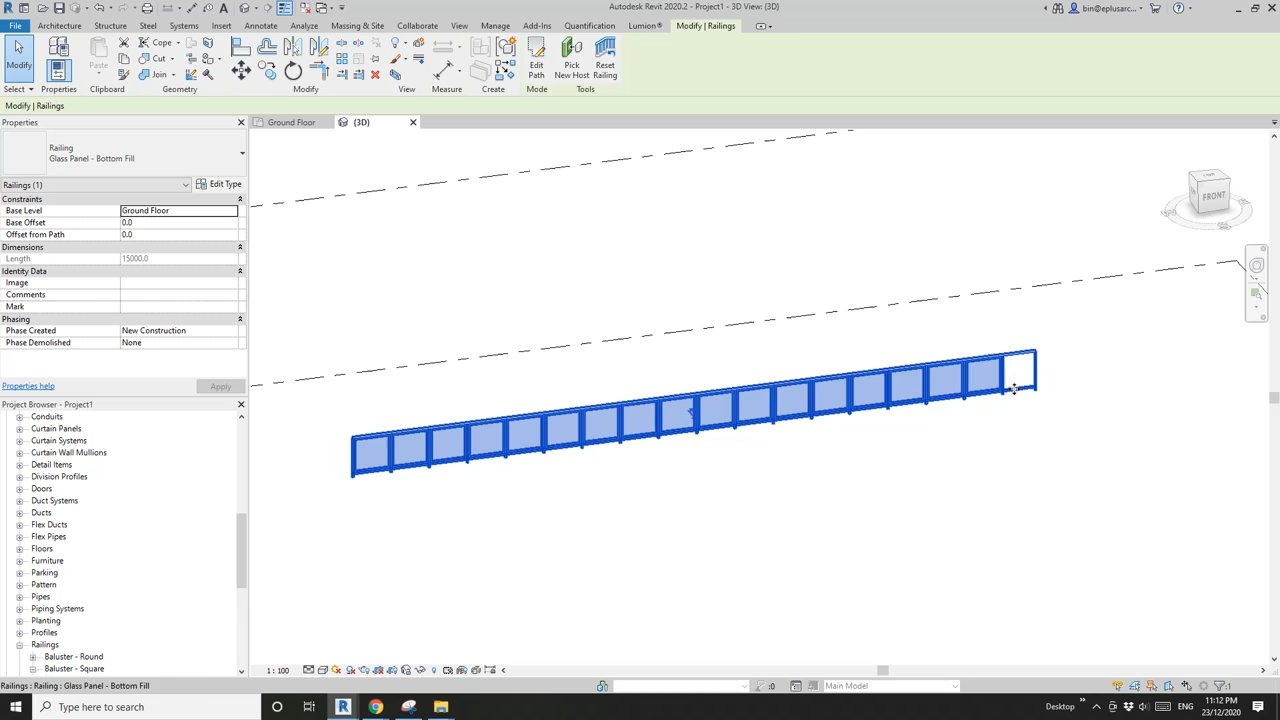 Autodesk Revit 2020.2 - Project1 - 3D View: {3D}
bin@eplusarc...
File Architecture Structure Steel Systems Insert Annotate Analyze Massing & Site Collaborate View Manage Add-Ins Quantification Lumion® Modify | Railings
Modify
Paste
Cope
Cut
Join
Edit Path
Pick New Host
Reset Railing
Select Properties Clipboard Geometry Modify View Measure Create Mode Tools
Modify | Railings
Properties
Ground Floor
{3D}
Railing
Glass Panel - Bottom Fill
Railings (1)
Edit Type
Constraints
Base Level Ground Floor
Base Offset 0.0
Offset from Path 0.0
Dimensions
Length 15000.0
Identity Data
Image
Comments
Mark
Phasing
Phase Created New Construction
Phase Demolished None
Properties help
Apply
FRONT
Project Browser - Project1
Conduits
Curtain Panels
Curtain Systems
Curtain Wall Mullions
Detail Items
Division Profiles
Doors
Duct Systems
Ducts
Flex Ducts
Flex Pipes
Floors
Furniture
Parking
Pattern
Pipes
Piping Systems
Planting
Profiles
Railings
Baluster - Round
Baluster - Square
1 : 100
Railings : Railing : Glass Panel - Bottom Fill
:0
Main Model
:1
Type here to search
Desktop
ENG
11:12 PM
23/12/2020